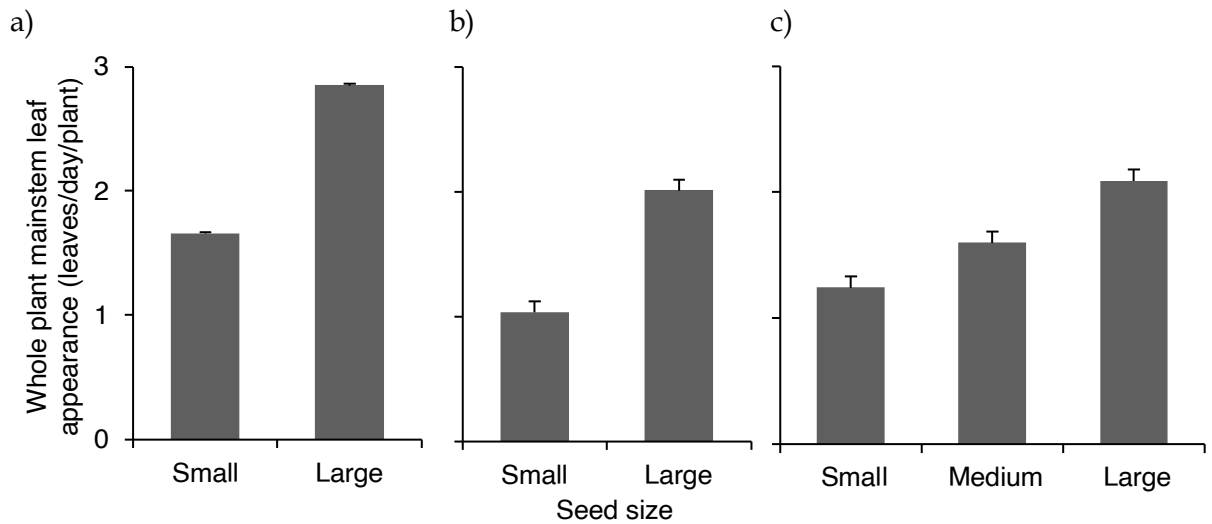 a)
b)
c)
Whole plant mainstem leaf
appearance (leaves/day/plant)
3
2
1
0
Small Large
Small Large
Small Medium Large
Seed size